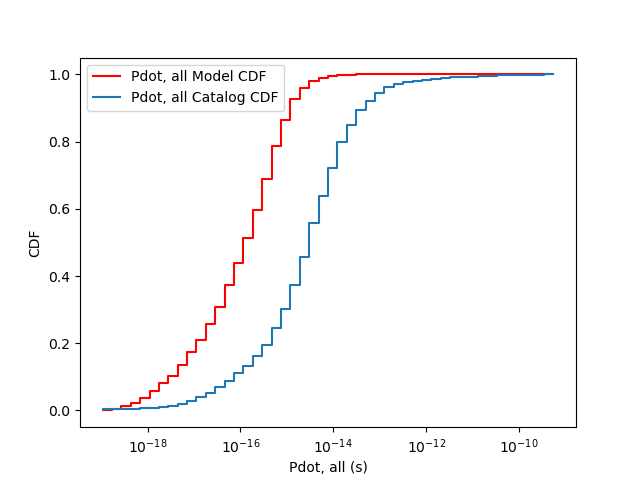 Pdot, all Model CDF
Pdot, all Catalog CDF
1.0
0.8
0.6
0.4
0.2
0.0
CDF
10⁻¹⁸ 10⁻¹⁶ 10⁻¹⁴ 10⁻¹² 10⁻¹⁰
Pdot, all (s)